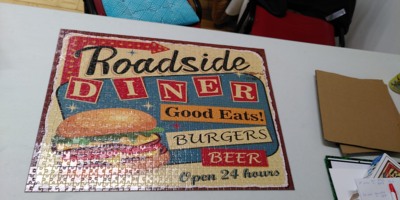 Roadside
DINER
Good Eats!
BURGERS
BEER
Open 24 hours